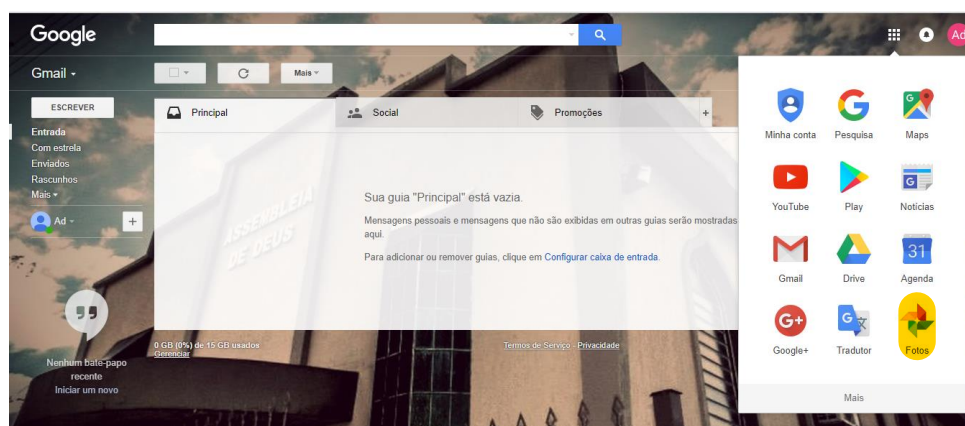 Google
Ad
Gmail
Mais
ESCREVER
Entrada
Com estrela
Enviados
Rascunhos
Mais
Ad
+
Principal
Social
Promoções
+
ASSEMBLEIA
DE DEUS
Sua guia "Principal" está vazia.
Mensagens pessoais e mensagens que não são exibidas em outras guias serão mostradas
aqui.
Para adicionar ou remover guias, clique em Configurar caixa de entrada.
0 GB (0%) de 15 GB usados
Gerenciar
Termos de Serviço - Privacidade
Nenhum bate-papo
recente
Iniciar um novo
Minha conta
Pesquisa
Maps
YouTube
Play
G
Notícias
31
Gmail
Drive
Agenda
G+
G
Google+
Tradutor
Fotos
Mais